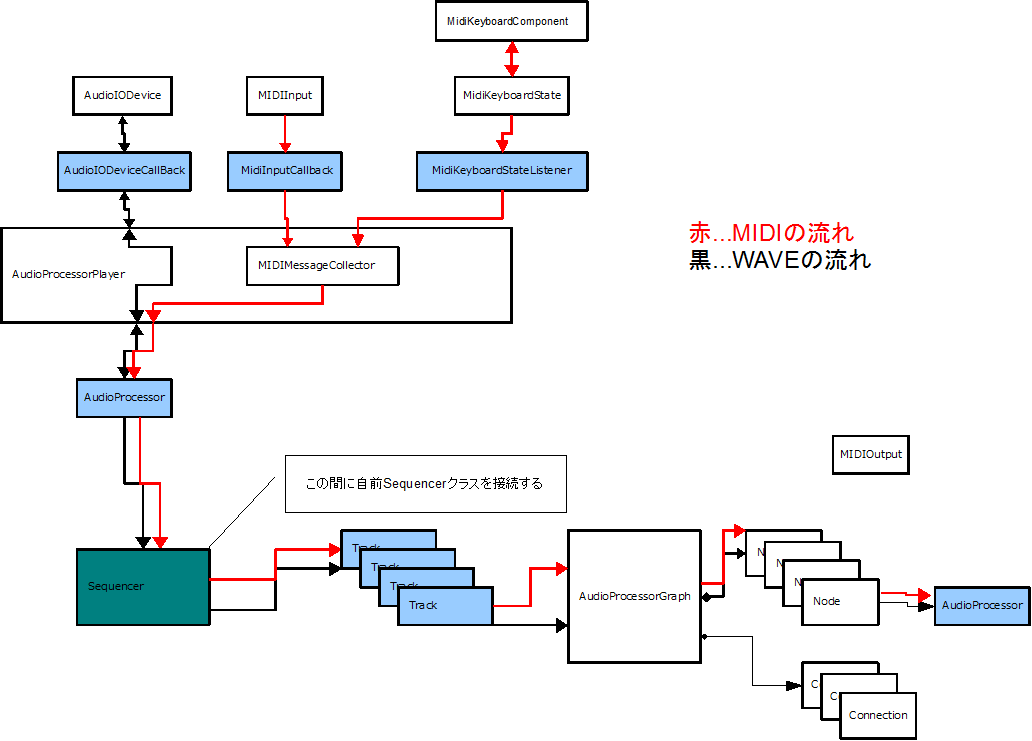 MidiKeyboardComponent
AudioIODevice
MIDIInput
MidiKeyboardState
AudioIODeviceCallBack
MidiInputCallback
MidiKeyboardStateListener
赤...MIDIの流れ
黒...WAVEの流れ
AudioProcessorPlayer
MIDIMessageCollector
AudioProcessor
MIDIOutput
この間に自前Sequencerクラスを接続する
Sequencer
Track
Track
Track
Track
AudioProcessorGraph
N
N
N
Node
AudioProcessor
C
C
Connection